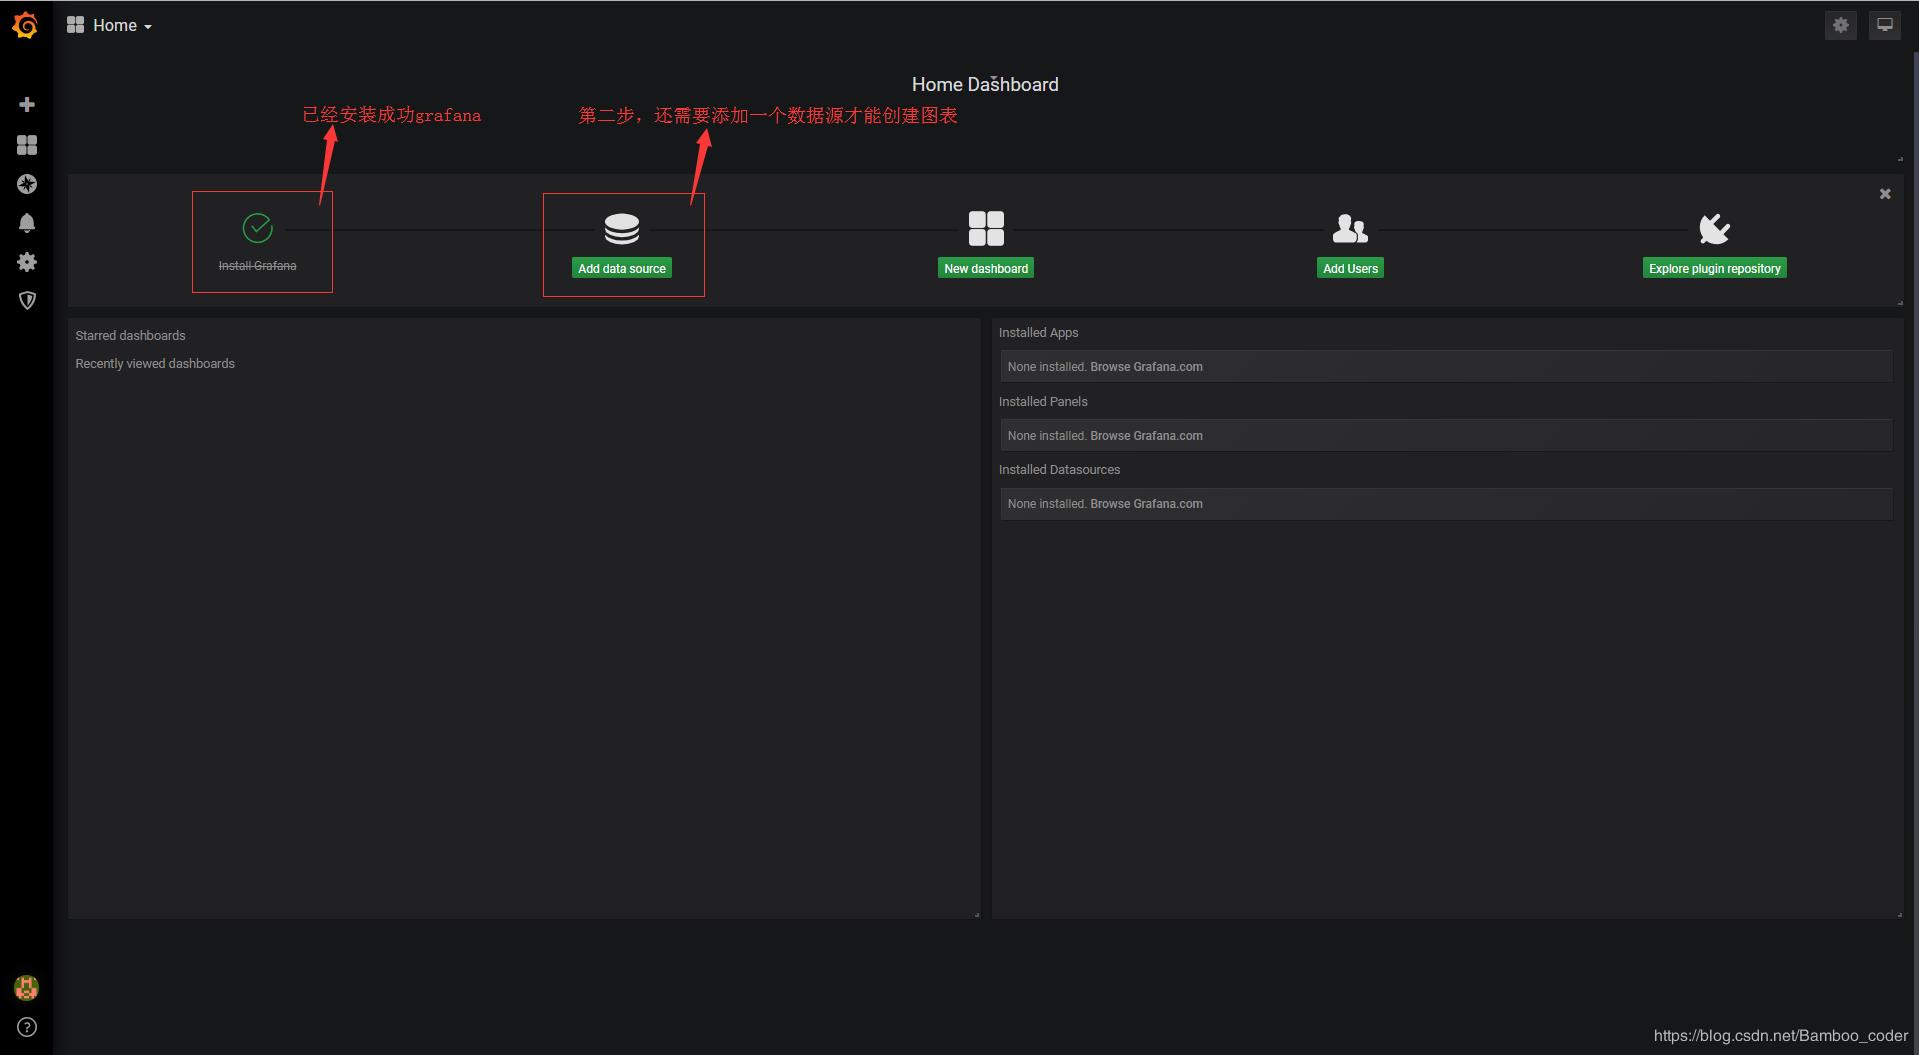 Home
Home Dashboard
已经安装成功grafana
第二步，还需要添加一个数据源才能创建图表
Install Grafana
Add data source
New dashboard
Add Users
Explore plugin repository
Starred dashboards
Recently viewed dashboards
Installed Apps
None installed. Browse Grafana.com
Installed Panels
None installed. Browse Grafana.com
Installed Datasources
None installed. Browse Grafana.com
https://blog.csdn.net/Bamboo_coder